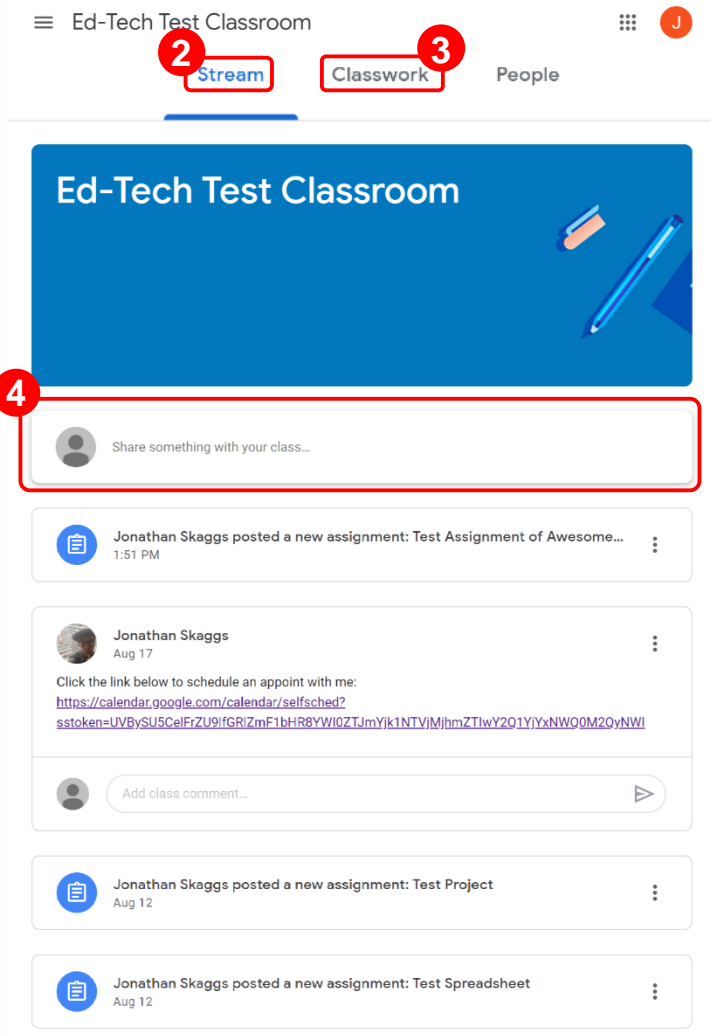 Ed-Tech Test Classroom
J
2
3
Stream
Classwork
People
Ed-Tech Test Classroom
4
Share something with your class...
Jonathan Skaggs posted a new assignment: Test Assignment of Awesome...
1:51 PM
Jonathan Skaggs
Aug 17
Click the link below to schedule an appoint with me:
https://calendar.google.com/calendar/selfsched?
sstoken=UVBySU5CelFrZU9IfGRlZmF1bHR8YWI0ZTJmYjk1NTVjMjhmZTIwY2Q1YjYxNWQ0M2QyNWI
Add class comment...
Jonathan Skaggs posted a new assignment: Test Project
Aug 12
Jonathan Skaggs posted a new assignment: Test Spreadsheet
Aug 12